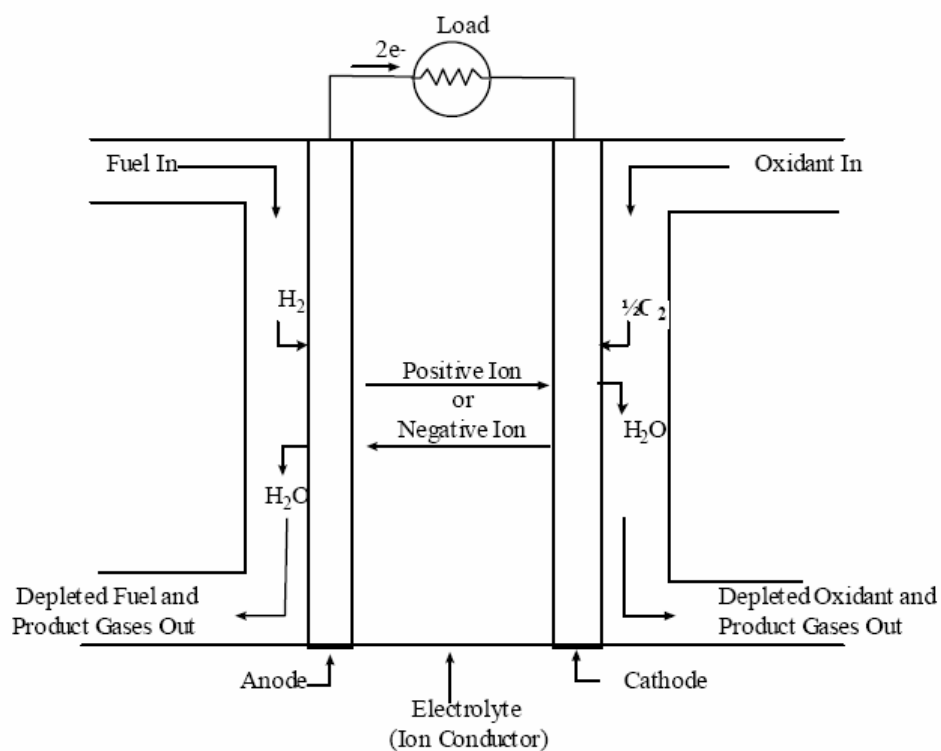 Load
2e-
Fuel In
Oxidant In
H₂
½O₂
Positive Ion
or
Negative Ion
H₂O
H₂O
Depleted Fuel and
Product Gases Out
Depleted Oxidant and
Product Gases Out
Anode
Cathode
Electrolyte
(Ion Conductor)